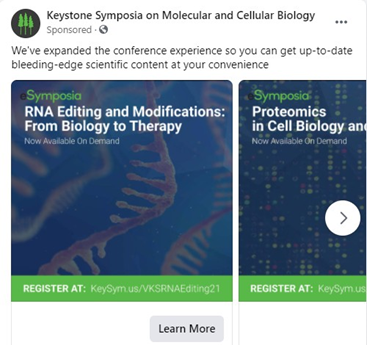 Keystone Symposia on Molecular and Cellular Biology
Sponsored ·
We've expanded the conference experience so you can get up-to-date
bleeding-edge scientific content at your convenience
eSymposia
RNA Editing and Modifications:
From Biology to Therapy
Now Available On Demand
REGISTER AT: KeySym.us/VKSRNAEditing21
Learn More
eSymposia
Proteomics
in Cell Biology and
Now Available On Demand
REGISTER AT: KeySym.us